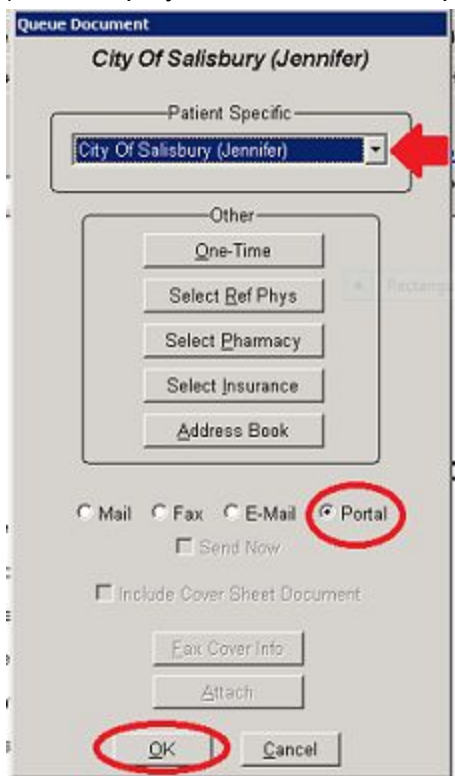 Queue Document
City Of Salisbury (Jennifer)
Patient Specific
City Of Salisbury (Jennifer)
Other
One-Time
Select Ref Phys
Select Pharmacy
Select Insurance
Address Book
Mail Fax E-Mail Portal
Send Now
Include Cover Sheet Document
Fax Cover Info
Attach
OK Cancel